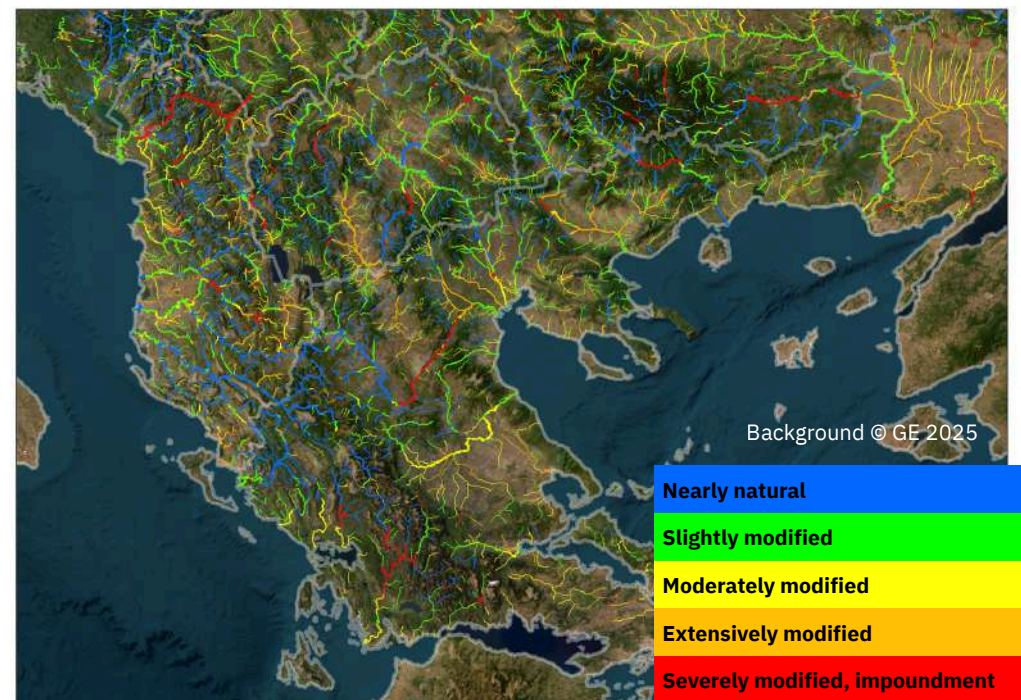 Background © GE 2025
Nearly natural
Slightly modified
Moderately modified
Extensively modified
Severely modified, impoundment